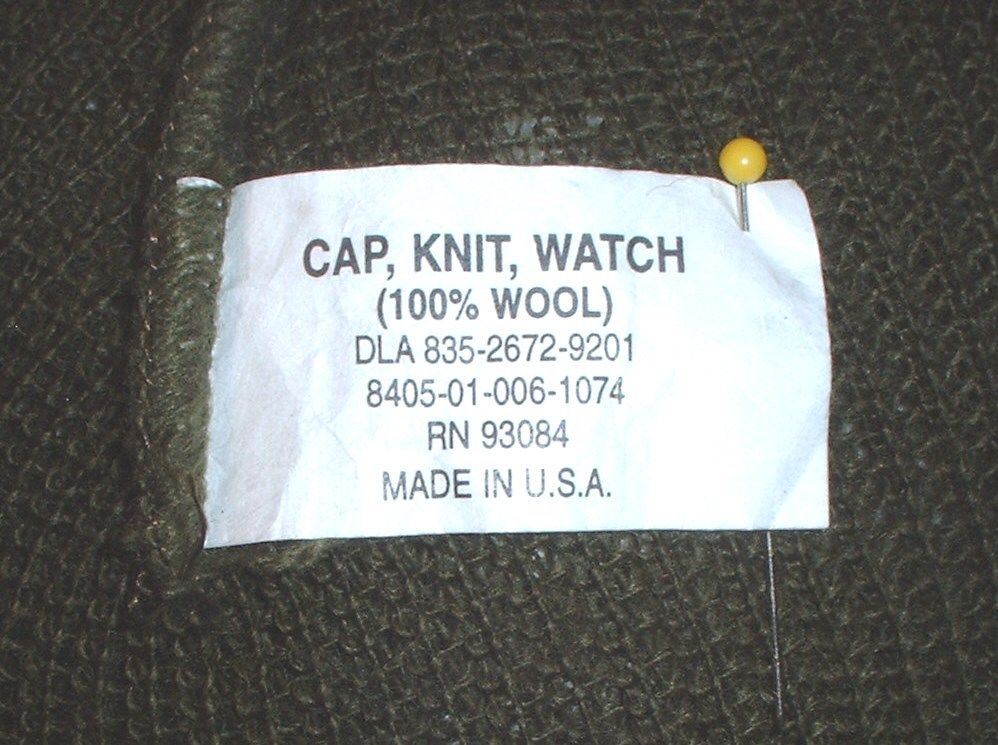 CAP, KNIT, WATCH
(100% WOOL)
DLA 835-2672-9201
8405-01-006-1074
RN 93084
MADE IN U.S.A.